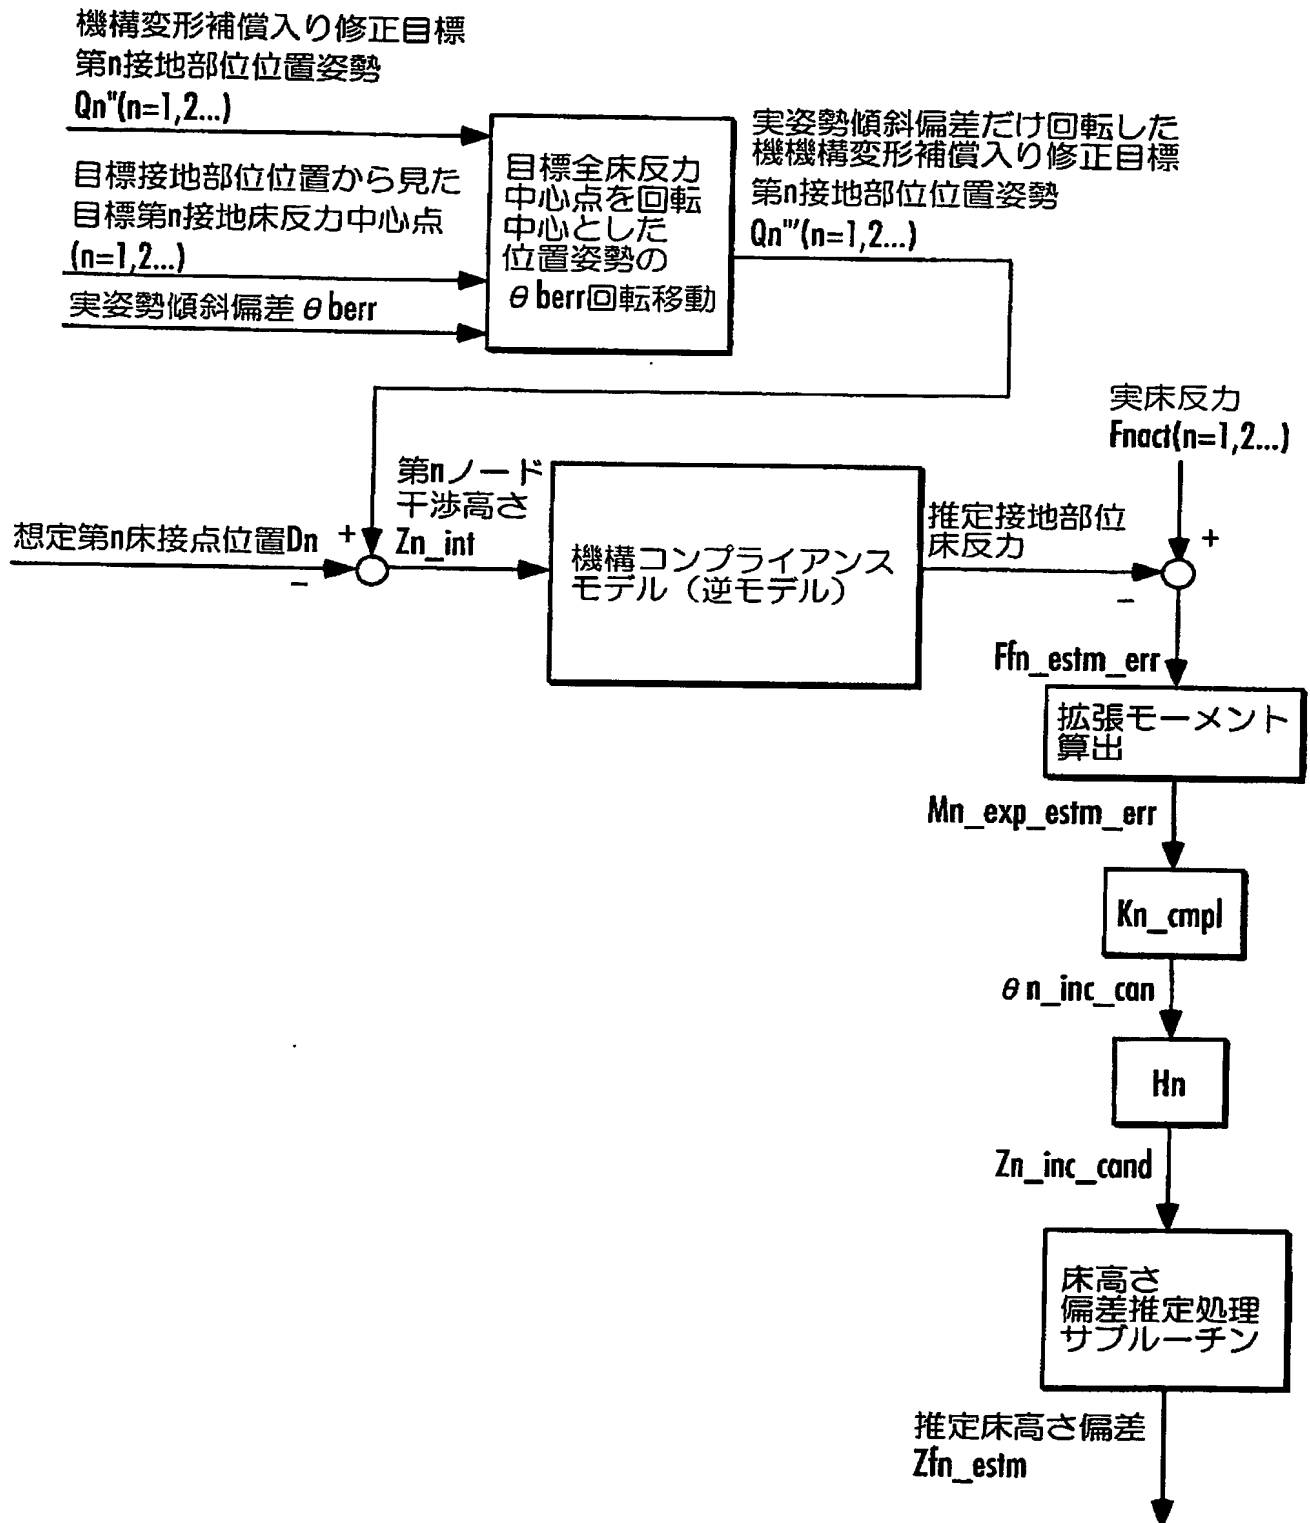 機構変形補償入り修正目標
第n接地部位位置姿勢
Qn"(n=1,2...)
目標接地部位位置から見た
目標第n接地床反力中心点
(n=1,2...)
実姿勢傾斜偏差 θ berr
目標全床反力
中心点を回転
中心とした
位置姿勢の
θ berr回転移動
実姿勢傾斜偏差だけ回転した
機機構変形補償入り修正目標
第n接地部位位置姿勢
Qn"'(n=1,2...)
実床反力
Fnact(n=1,2...)
想定第n床接点位置Dn
+
−
第nノード
干渉高さ
Zn_int
機構コンプライアンス
モデル（逆モデル）
推定接地部位
床反力
+
−
Ffn_estm_err
拡張モーメント
算出
Mn_exp_estm_err
Kn_cmpl
θ n_inc_can
Hn
Zn_inc_cand
床高さ
偏差推定処理
サブルーチン
推定床高さ偏差
Zfn_estm